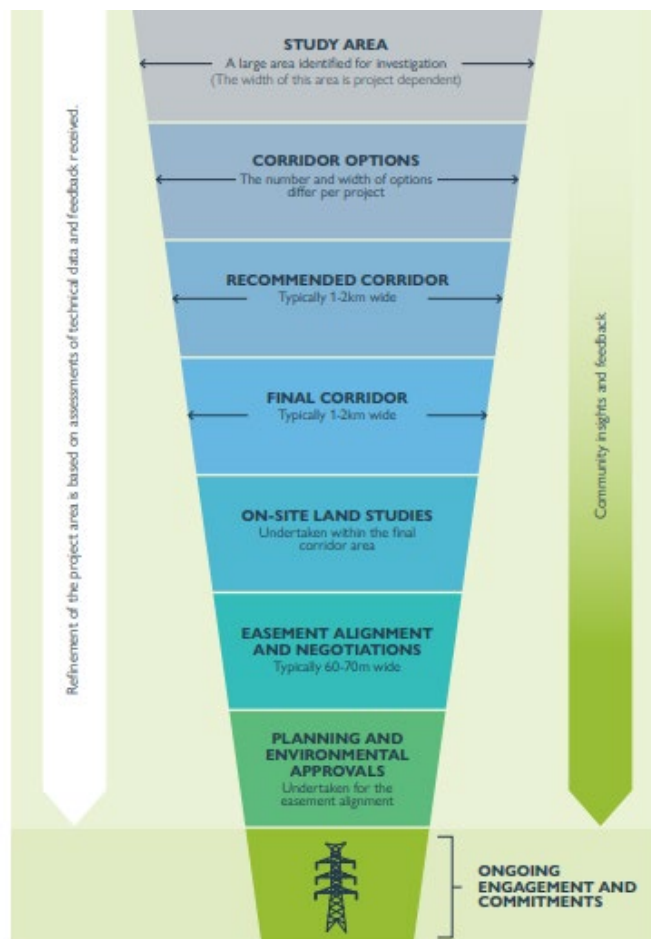 STUDY AREA
A large area identified for investigation
(The width of this area is project dependent)
CORRIDOR OPTIONS
The number and width of options
differ per project
RECOMMENDED CORRIDOR
Typically 1-2km wide
FINAL CORRIDOR
Typically 1-2km wide
ON-SITE LAND STUDIES
Undertaken within the final
corridor area
EASEMENT ALIGNMENT
AND NEGOTIATIONS
Typically 60-70m wide
PLANNING AND
ENVIRONMENTAL
APPROVALS
Undertaken for the
easement alignment
ONGOING
ENGAGEMENT AND
COMMITMENTS
Refinement of the project area is based on assessments of technical data and feedback received.
Community insights and feedback